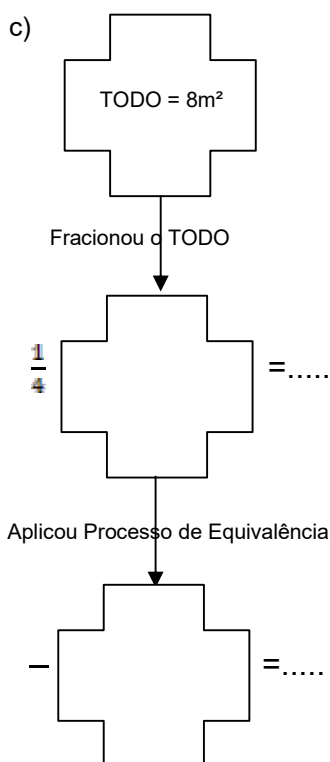 c)
TODO = 8m²
Fracionou o TODO
1/4 =.....
Aplicou Processo de Equivalência
– =.....